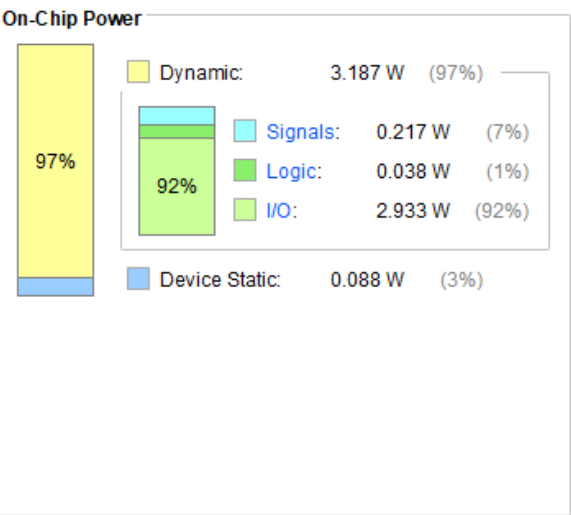 On-Chip Power
Dynamic: 3.187 W (97%)
97%
Signals: 0.217 W (7%)
Logic: 0.038 W (1%)
92%
I/O: 2.933 W (92%)
Device Static: 0.088 W (3%)